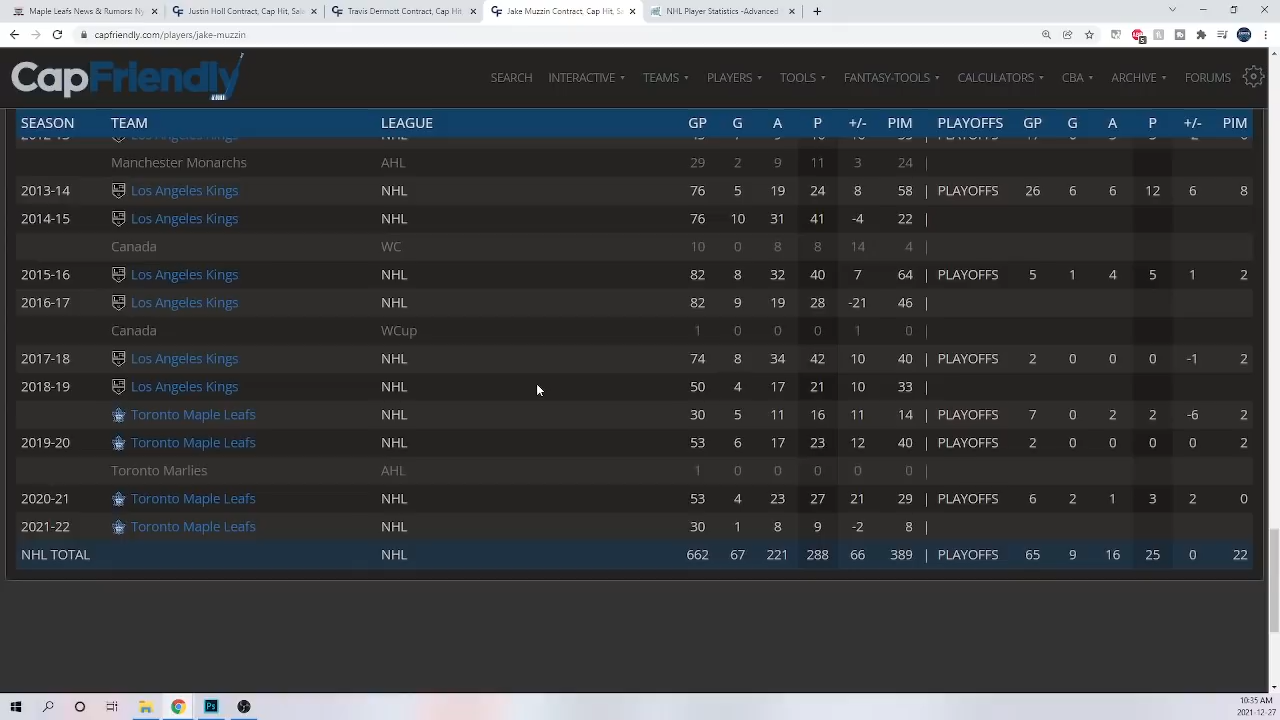 Maple Leafs News & Rumors: Ny
Justin Holl Contract, Cap Hit, Sale
Travis Dermott Contract, Cap Hit
Jake Muzzin Contract, Cap Hit, Sa
NHL Player Statistics -Advanced
capfriendly.com/players/jake-muzzin
CapFriendly
SEARCH INTERACTIVE TEAMS PLAYERS TOOLS FANTASY-TOOLS CALCULATORS CBA ARCHIVE FORUMS
SEASON TEAM LEAGUE GP G A P +/- PIM PLAYOFFS GP G A P +/- PIM
Manchester Monarchs AHL 29 2 9 11 3 24 |
2013-14 Los Angeles Kings NHL 76 5 19 24 8 58 | PLAYOFFS 26 6 6 12 6 8
2014-15 Los Angeles Kings NHL 76 10 31 41 -4 22 |
Canada WC 10 0 8 8 14 4 |
2015-16 Los Angeles Kings NHL 82 8 32 40 7 64 | PLAYOFFS 5 1 4 5 1 2
2016-17 Los Angeles Kings NHL 82 9 19 28 -21 46 |
Canada WCup 1 0 0 0 1 0 |
2017-18 Los Angeles Kings NHL 74 8 34 42 10 40 | PLAYOFFS 2 0 0 0 -1 2
2018-19 Los Angeles Kings NHL 50 4 17 21 10 33 |
Toronto Maple Leafs NHL 30 5 11 16 11 14 | PLAYOFFS 7 0 2 2 -6 2
2019-20 Toronto Maple Leafs NHL 53 6 17 23 12 40 | PLAYOFFS 2 0 0 0 0 2
Toronto Marlies AHL 1 0 0 0 0 0 |
2020-21 Toronto Maple Leafs NHL 53 4 23 27 21 29 | PLAYOFFS 6 2 1 3 2 0
2021-22 Toronto Maple Leafs NHL 30 1 8 9 -2 8 |
NHL TOTAL NHL 662 67 221 288 66 389 | PLAYOFFS 65 9 16 25 0 22
10:35 AM
2021-12-27